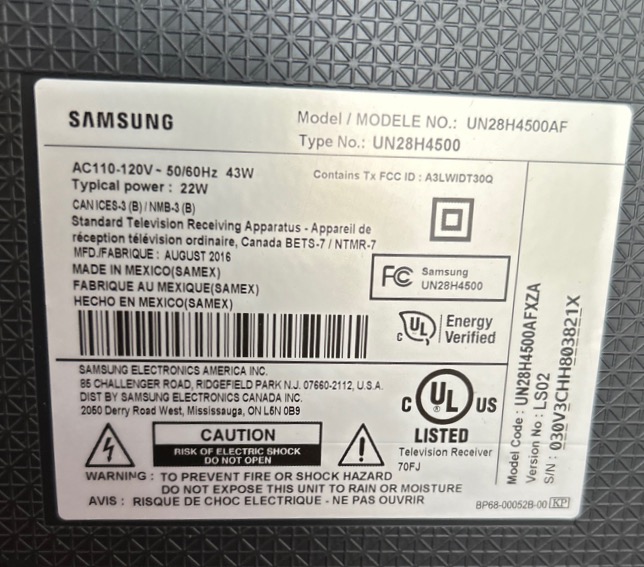 SAMSUNG
Model / MODELE NO.: UN28H4500AF
Type No.: UN28H4500
AC110-120V~ 50/60Hz 43W
Typical power : 22W
Contains Tx FCC ID : A3LWIDT30Q
CAN ICES-3 (B) / NMB-3 (B)
Standard Television Receiving Apparatus - Appareil de
réception télévision ordinaire, Canada BETS-7 / NTMR-7
MFD./FABRIQUE : AUGUST 2016
MADE IN MEXICO(SAMEX)
FABRIQUE AU MEXIQUE(SAMEX)
HECHO EN MEXICO(SAMEX)
FC Samsung
UN28H4500
C UL Energy
Verified
SAMSUNG ELECTRONICS AMERICA INC.
85 CHALLENGER ROAD, RIDGEFIELD PARK N.J. 07660-2112, U.S.A.
DIST BY SAMSUNG ELECTRONICS CANADA INC.
2050 Derry Road West, Mississauga, ON L5N 0B9
C UL US
LISTED
Television Receiver
70FJ
CAUTION
RISK OF ELECTRIC SHOCK
DO NOT OPEN
WARNING : TO PREVENT FIRE OR SHOCK HAZARD
DO NOT EXPOSE THIS UNIT TO RAIN OR MOISTURE
AVIS : RISQUE DE CHOC ELECTRIQUE - NE PAS OUVRIR
BP68-00052B-00 KP
Model Code : UN28H4500AFXZA
Version No : LS02
S/N : 030V3CHH803821X